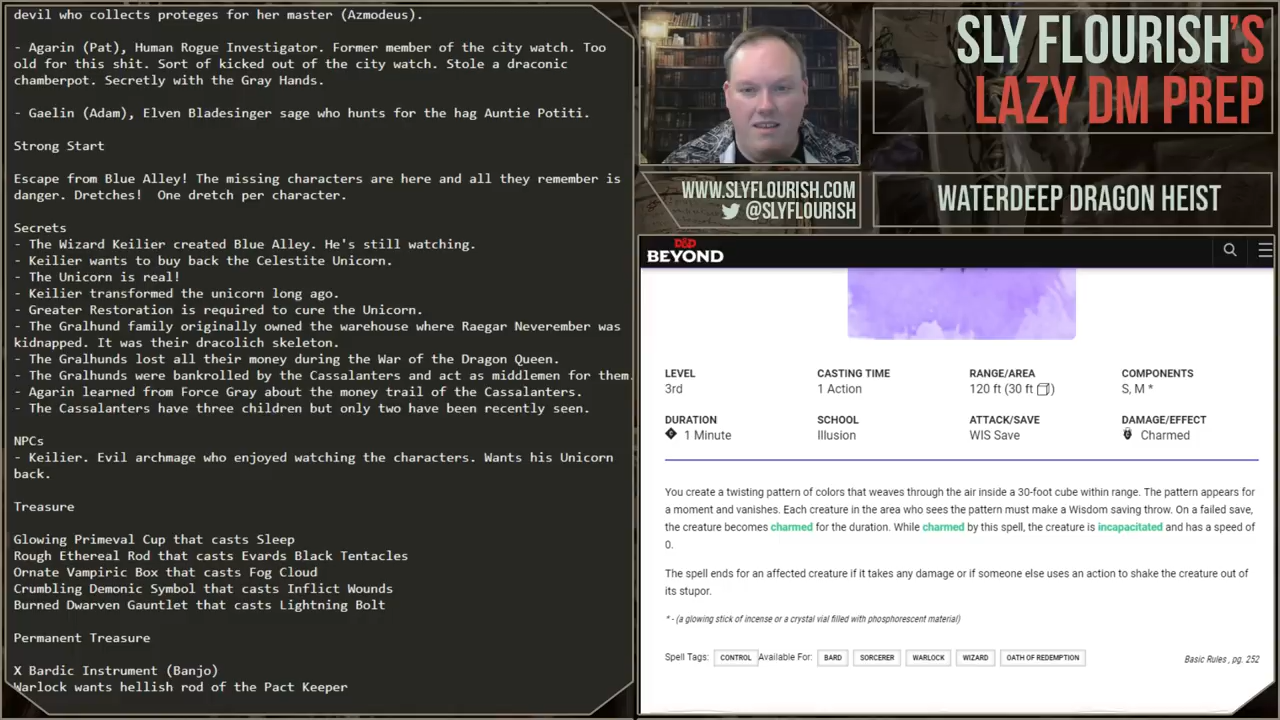 devil who collects proteges for her master (Azmodeus).
- Agarin (Pat), Human Rogue Investigator. Former member of the city watch. Too
old for this shit. Sort of kicked out of the city watch. Stole a draconic
chamberpot. Secretly with the Gray Hands.
- Gaelin (Adam), Elven Bladesinger sage who hunts for the hag Auntie Potiti.
Strong Start
Escape from Blue Alley! The missing characters are here and all they remember is
danger. Dretches!  One dretch per character.
Secrets
- The Wizard Keilier created Blue Alley. He's still watching.
- Keilier wants to buy back the Celestite Unicorn.
- The Unicorn is real!
- Keilier transformed the unicorn long ago.
- Greater Restoration is required to cure the Unicorn.
- The Gralhund family originally owned the warehouse where Raegar Neverember was
kidnapped. It was their dracolich skeleton.
- The Gralhunds lost all their money during the War of the Dragon Queen.
- The Gralhunds were bankrolled by the Cassalanters and act as middlemen for them.
- Agarin learned from Force Gray about the money trail of the Cassalanters.
- The Cassalanters have three children but only two have been recently seen.
NPCs
- Keilier. Evil archmage who enjoyed watching the characters. Wants his Unicorn
back.
Treasure
Glowing Primeval Cup that casts Sleep
Rough Ethereal Rod that casts Evards Black Tentacles
Ornate Vampiric Box that casts Fog Cloud
Crumbling Demonic Symbol that casts Inflict Wounds
Burned Dwarven Gauntlet that casts Lightning Bolt
Permanent Treasure
X Bardic Instrument (Banjo)
Warlock wants hellish rod of the Pact Keeper
SLY FLOURISH'S
LAZY DM PREP
WWW.SLYFLOURISH.COM
@SLYFLOURISH
WATERDEEP DRAGON HEIST
D&D
BEYOND
LEVEL CASTING TIME RANGE/AREA COMPONENTS
3rd 1 Action 120 ft (30 ft ) S, M *
DURATION SCHOOL ATTACK/SAVE DAMAGE/EFFECT
1 Minute Illusion WIS Save Charmed
You create a twisting pattern of colors that weaves through the air inside a 30-foot cube within range. The pattern appears for
a moment and vanishes. Each creature in the area who sees the pattern must make a Wisdom saving throw. On a failed save,
the creature becomes charmed for the duration. While charmed by this spell, the creature is incapacitated and has a speed of
0.
The spell ends for an affected creature if it takes any damage or if someone else uses an action to shake the creature out of
its stupor.
* - (a glowing stick of incense or a crystal vial filled with phosphorescent material)
Spell Tags: CONTROL Available For: BARD SORCERER WARLOCK WIZARD OATH OF REDEMPTION
Basic Rules , pg. 252